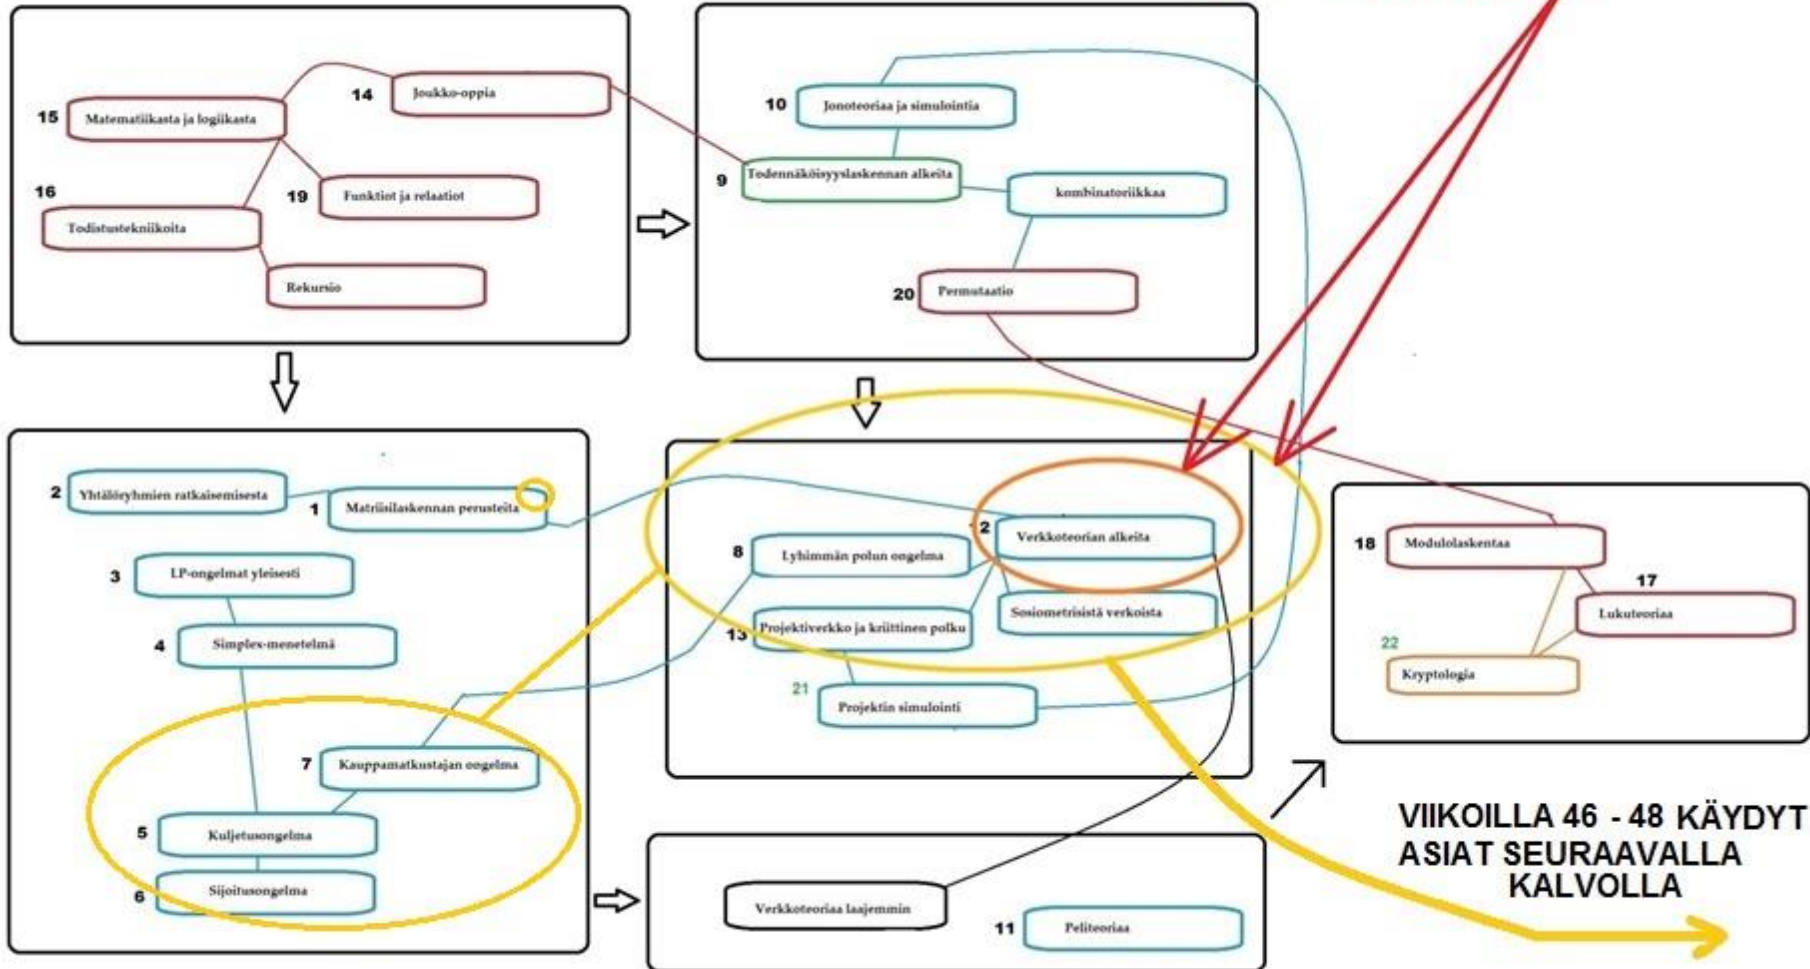 14
Joukko-oppia
15
Matematiikasta ja logiikasta
16
Todistustekniikoita
19
Funktiot ja relaatiot
Rekursio
10
Jonoteoriaa ja simulointia
9
Todennäköisyyslaskennan alkeita
kombinatoriikkaa
20
Permutaatio
2
Yhtälöryhmien ratkaisemisesta
1
Matriisilaskennan perusteita
3
LP-ongelmat yleisesti
4
Simplex-menetelmä
7
Kauppamatkustajan ongelma
5
Kuljetusongelma
6
Sijoitusongelma
12
Verkkoteorian alkeita
8
Lyhimmän polun ongelma
Sosiometrisistä verkoista
13
Projektiverkko ja kriittinen polku
21
Projektin simulointi
18
Modulolaskentaa
17
Lukuteoriaa
22
Kryptologia
Verkkoteoriaa laajemmin
11
Peliteoriaa
VIIKOILLA 46 - 48 KÄYDYT
ASIAT SEURAAVALLA
KALVOLLA